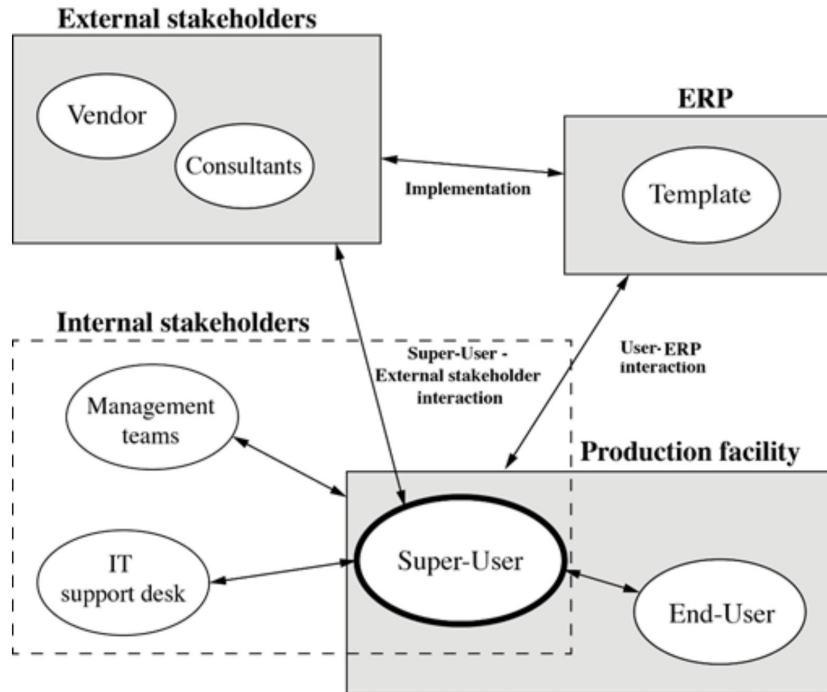 External stakeholders
Vendor
Consultants
ERP
Template
Implementation
Internal stakeholders
Super-User -
External stakeholder
interaction
User-ERP
interaction
Management
teams
Production facility
IT
support desk
Super-User
End-User